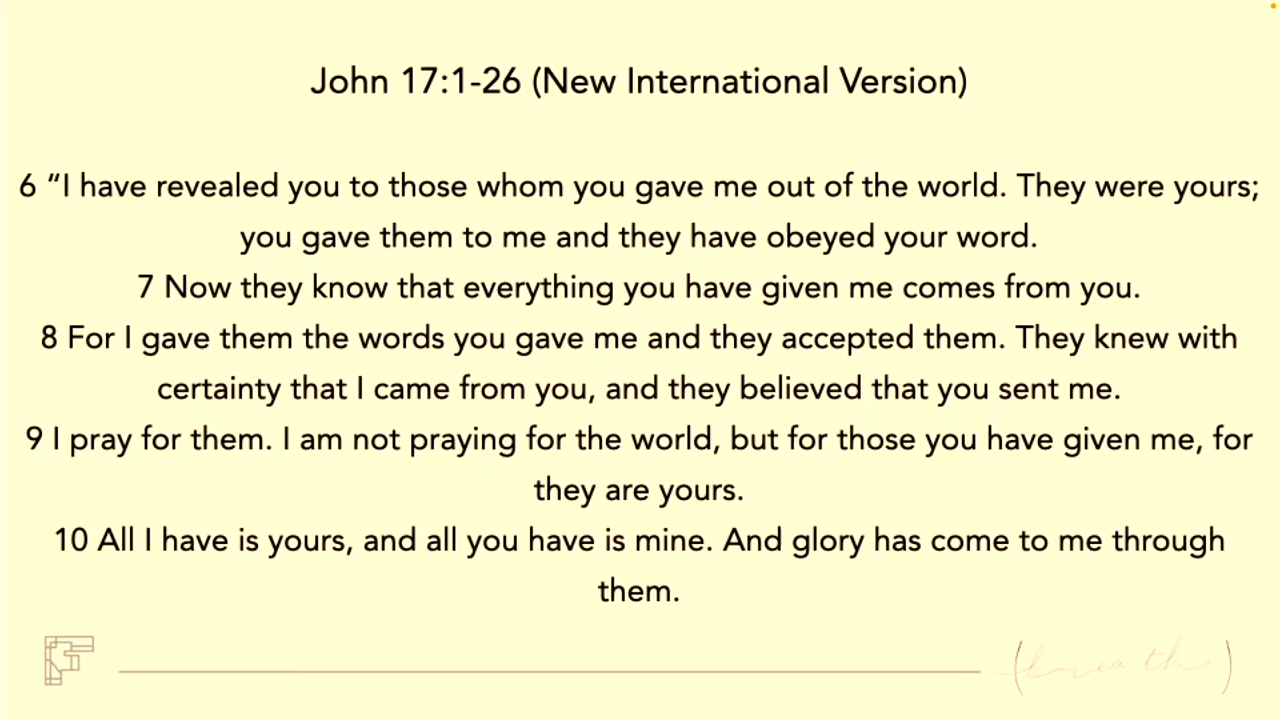 John 17:1-26 (New International Version)
6 “I have revealed you to those whom you gave me out of the world. They were yours;
you gave them to me and they have obeyed your word.
7 Now they know that everything you have given me comes from you.
8 For I gave them the words you gave me and they accepted them. They knew with
certainty that I came from you, and they believed that you sent me.
9 I pray for them. I am not praying for the world, but for those you have given me, for
they are yours.
10 All I have is yours, and all you have is mine. And glory has come to me through
them.
(breath)